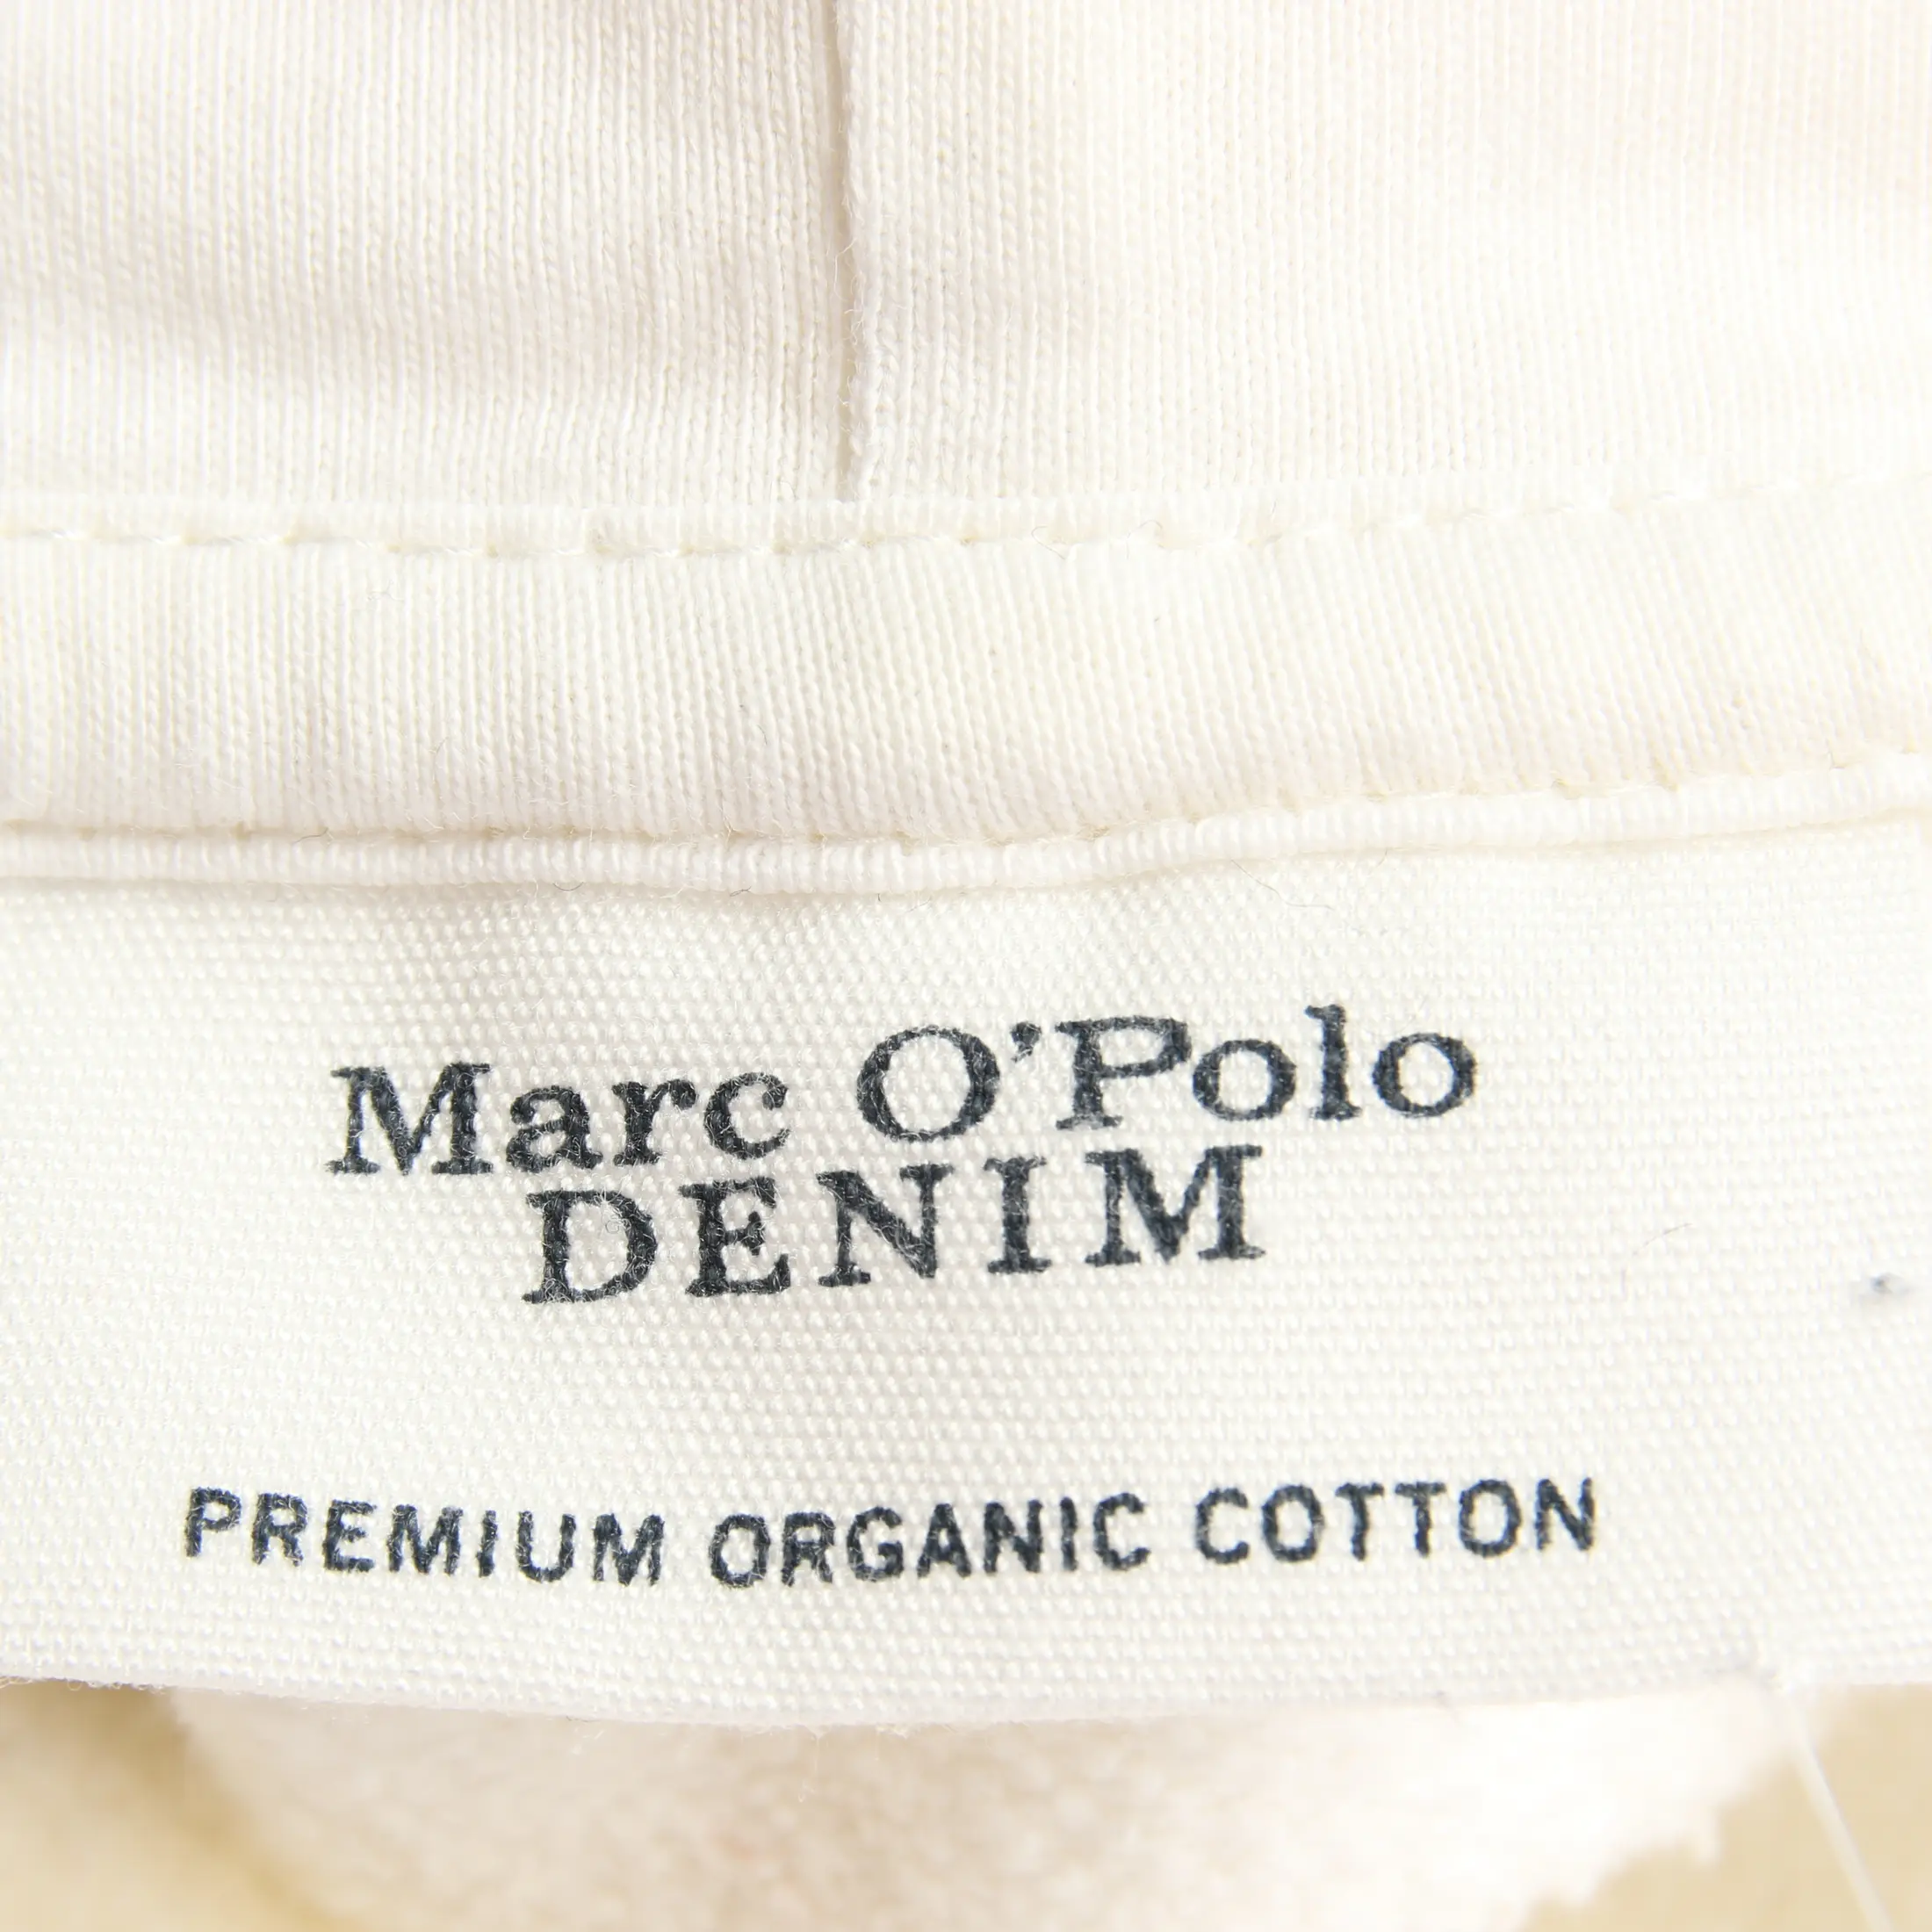 Marc O'Polo
DENIM
PREMIUM ORGANIC COTTON